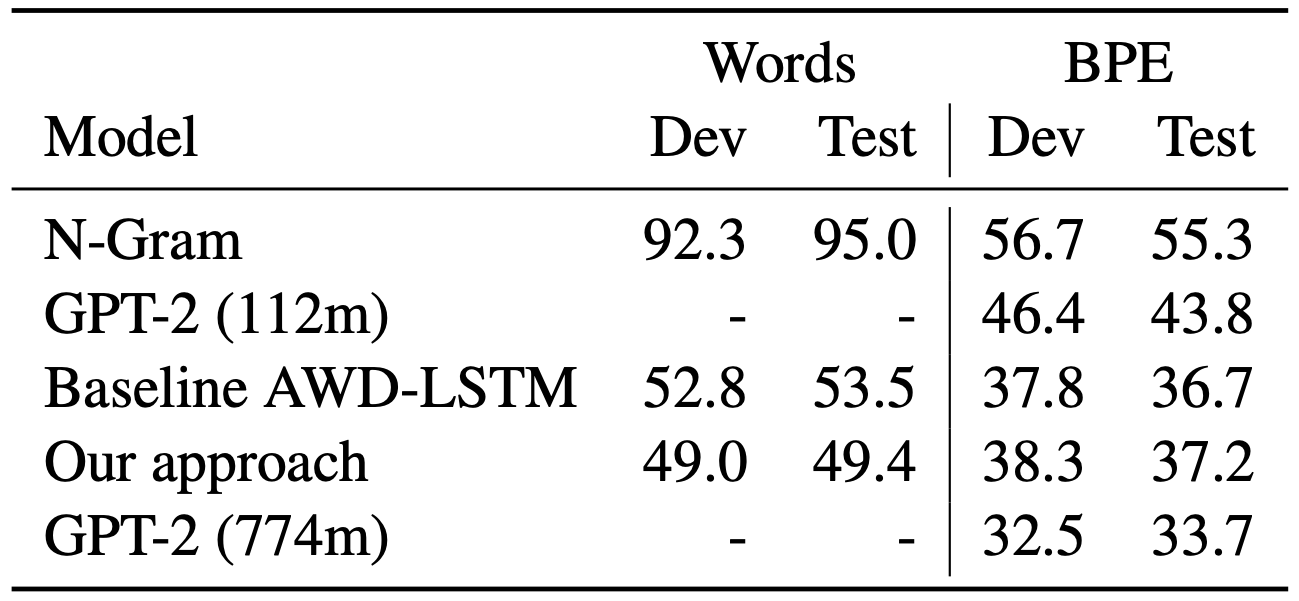 Words BPE
Model Dev Test Dev Test
N-Gram 92.3 95.0 56.7 55.3
GPT-2 (112m) - - 46.4 43.8
Baseline AWD-LSTM 52.8 53.5 37.8 36.7
Our approach 49.0 49.4 38.3 37.2
GPT-2 (774m) - - 32.5 33.7